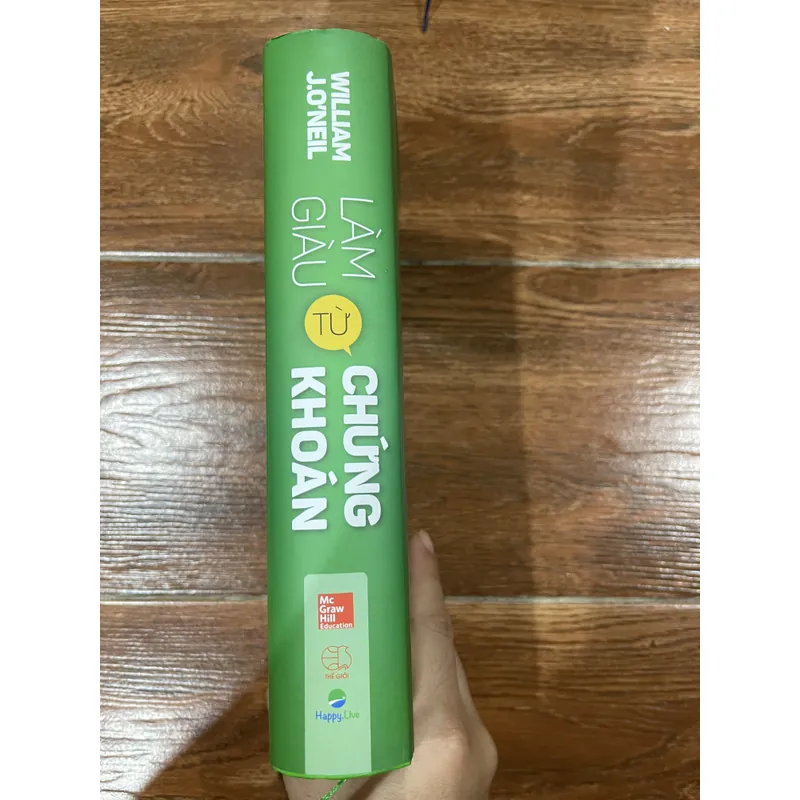 WILLIAM
J.O'NEIL
LÀM
GIÀU
TỪ
CHỨNG
KHOÁN
Mc
Graw
Hill
Education
THẾ GIỚI
Happy.Live